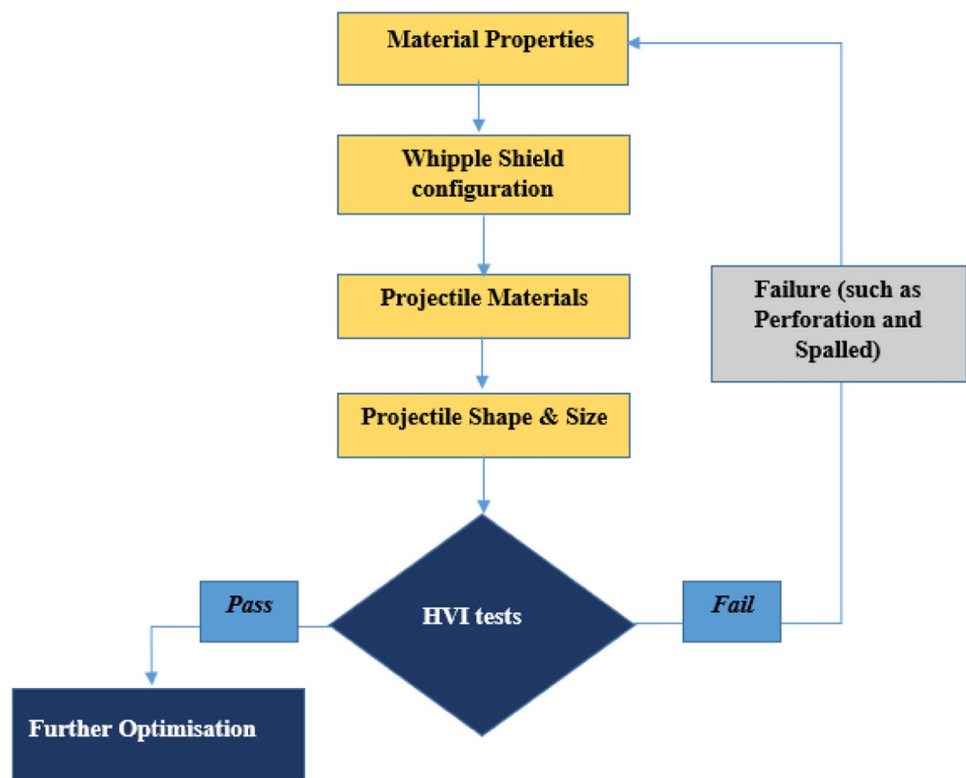 Material Properties
Whipple Shield
configuration
Projectile Materials
Failure (such as
Perforation and
Spalled)
Projectile Shape & Size
Pass
HVI tests
Fail
Further Optimisation